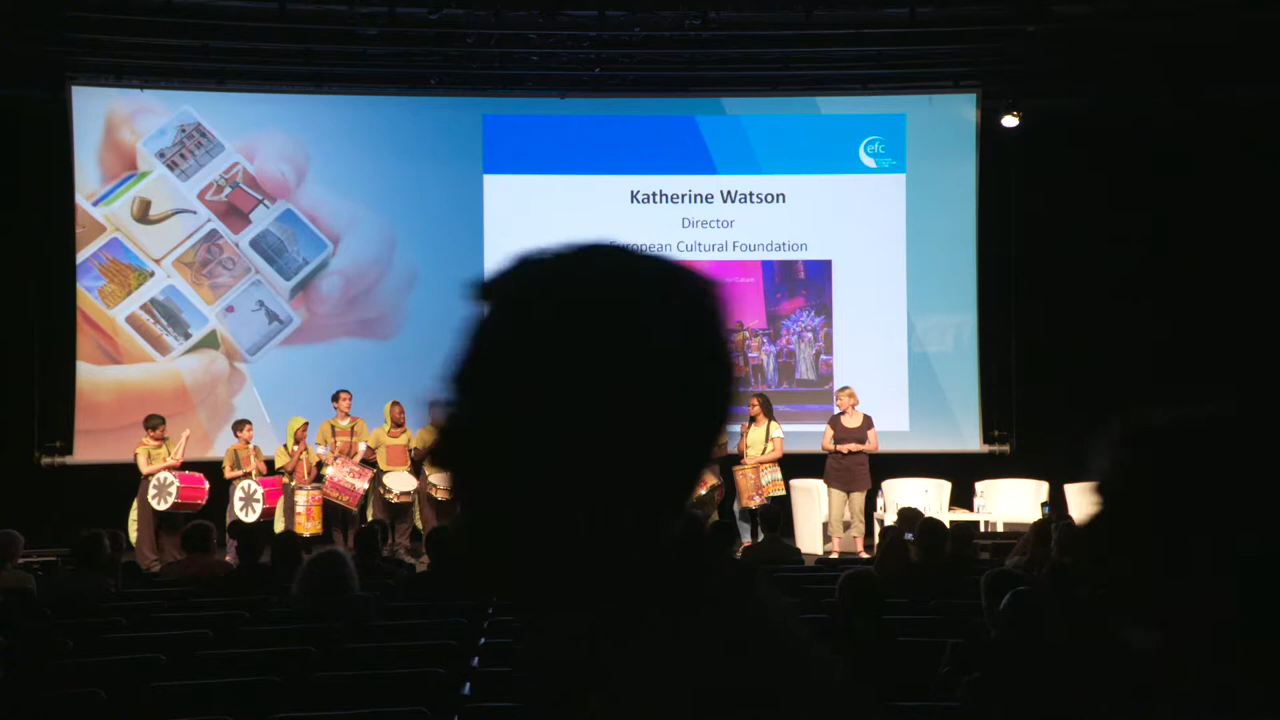 efc
Katherine Watson
Director
European Cultural Foundation